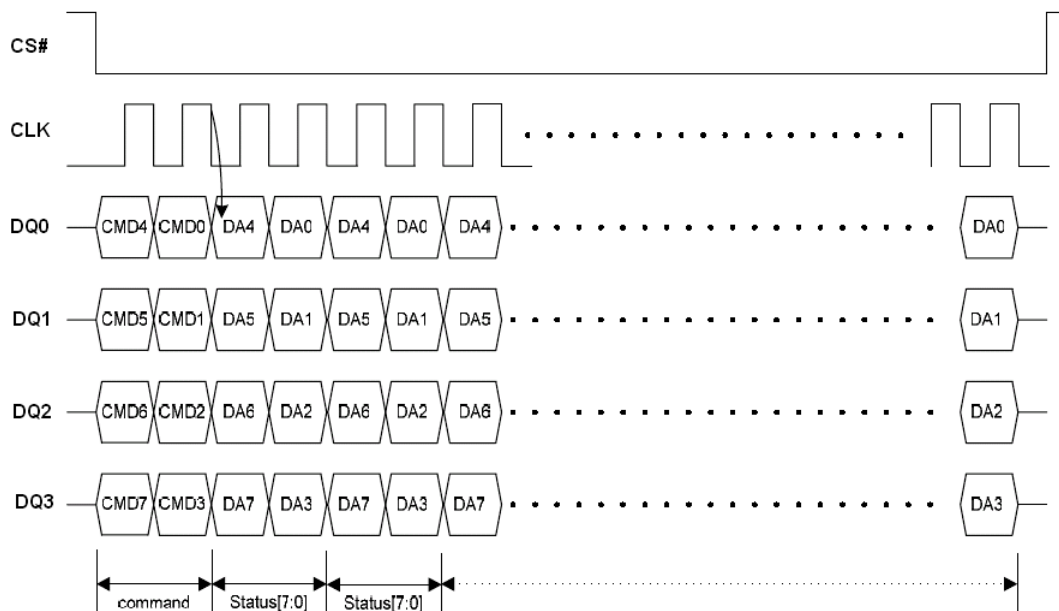 CS#
CLK
DQ0 CMD4 CMD0 DA4 DA0 DA4 DA0 DA4 DA0
DQ1 CMD5 CMD1 DA5 DA1 DA5 DA1 DA5 DA1
DQ2 CMD6 CMD2 DA6 DA2 DA6 DA2 DA6 DA2
DQ3 CMD7 CMD3 DA7 DA3 DA7 DA3 DA7 DA3
command Status[7:0] Status[7:0]